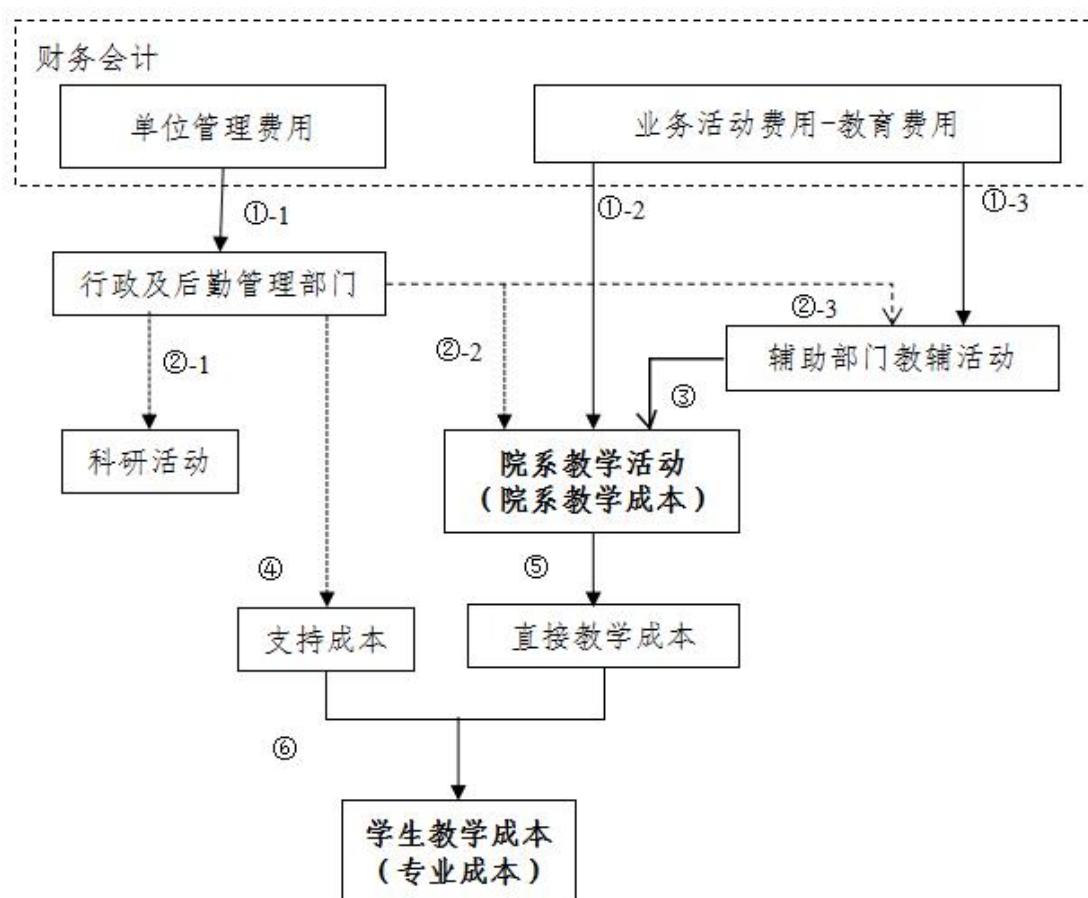 财务会计
单位管理费用
业务活动费用-教育费用
①-1
①-2
①-3
行政及后勤管理部门
②-3
②-1
②-2
辅助部门教辅活动
③
科研活动
院系教学活动
（院系教学成本）
④
⑤
支持成本
直接教学成本
⑥
学生教学成本
（专业成本）